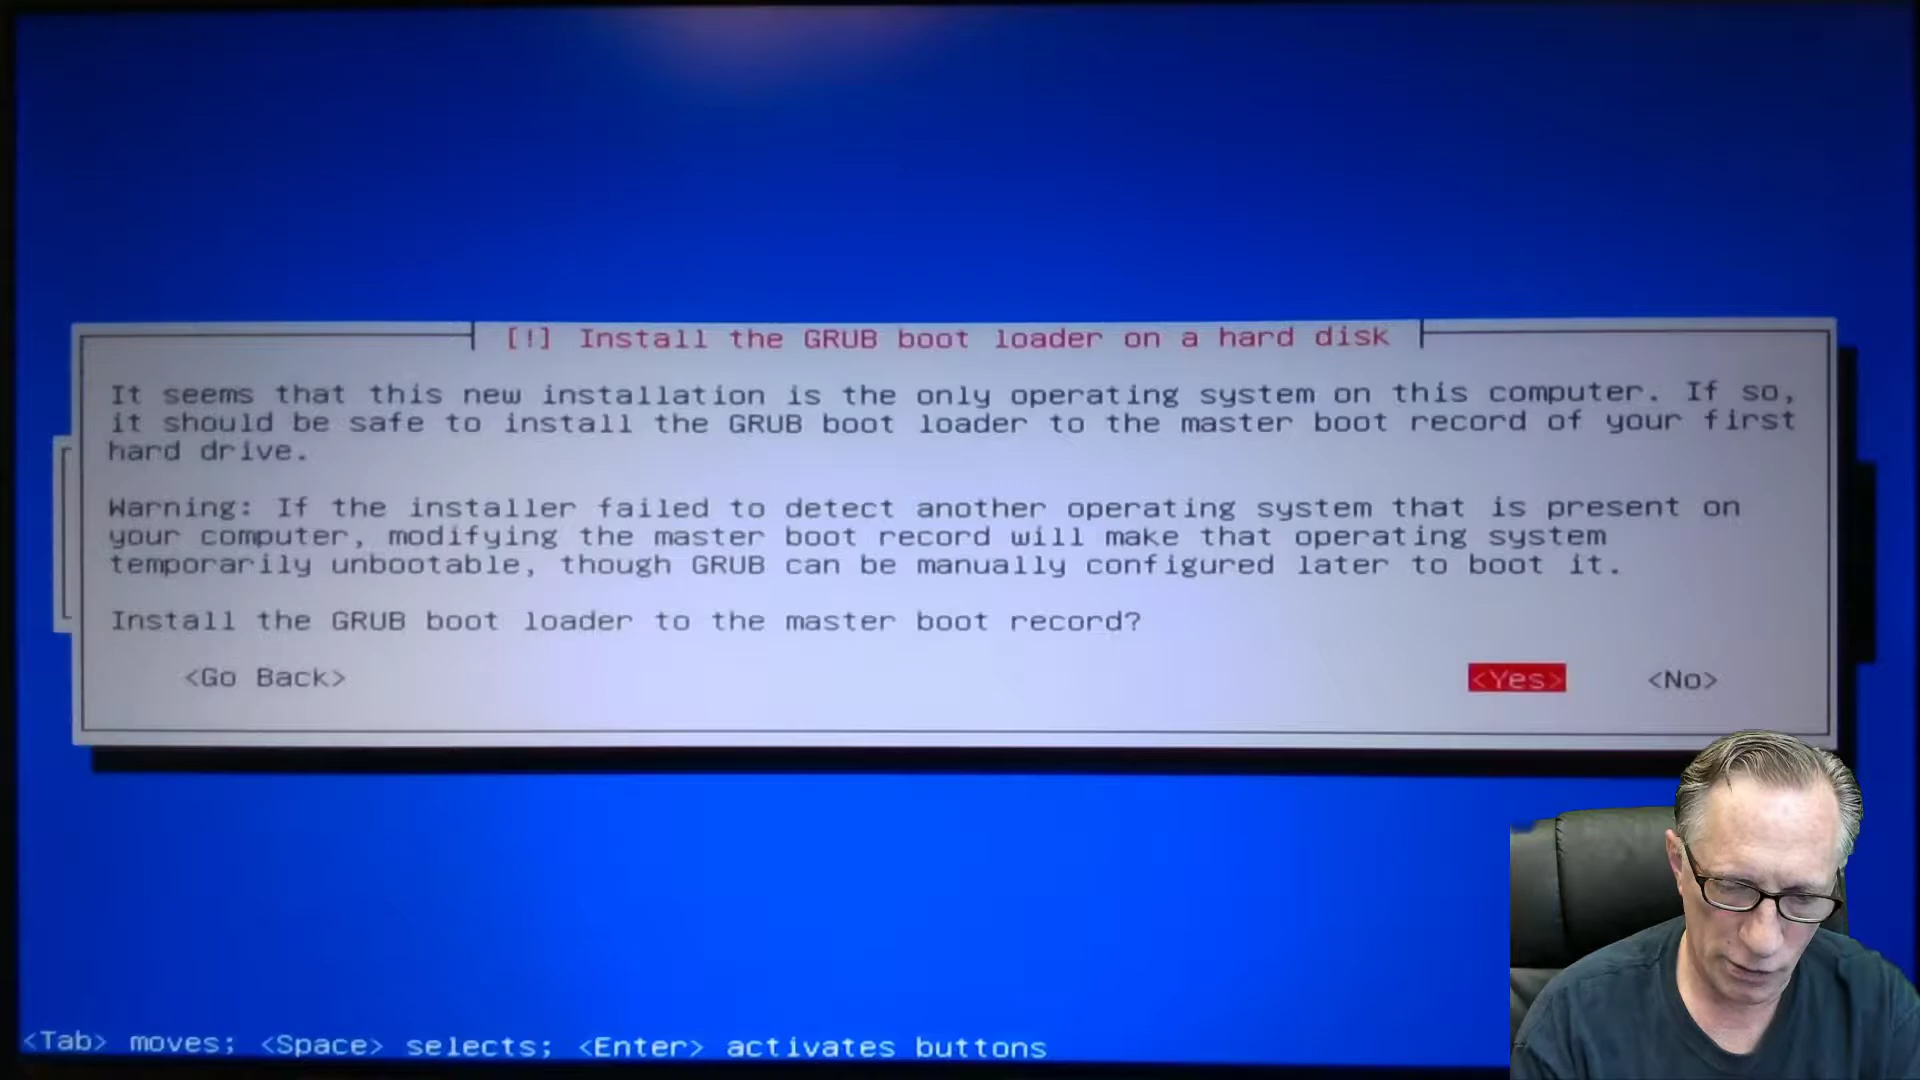 [!] Install the GRUB boot loader on a hard disk
It seems that this new installation is the only operating system on this computer. If so,
it should be safe to install the GRUB boot loader to the master boot record of your first
hard drive.
Warning: If the installer failed to detect another operating system that is present on
your computer, modifying the master boot record will make that operating system
temporarily unbootable, though GRUB can be manually configured later to boot it.
Install the GRUB boot loader to the master boot record?
<Go Back> <Yes> <No>
<Tab> moves; <Space> selects; <Enter> activates buttons